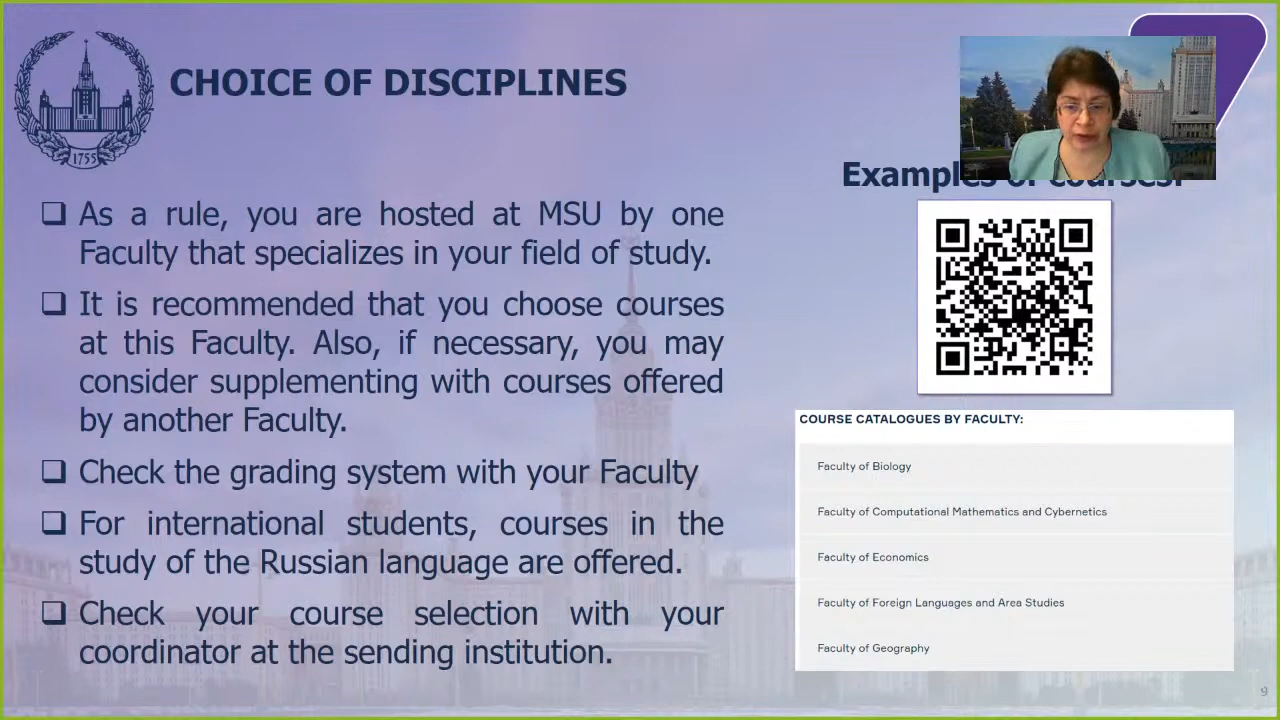 1755
CHOICE OF DISCIPLINES
As a rule, you are hosted at MSU by one
Faculty that specializes in your field of study.
It is recommended that you choose courses
at this Faculty. Also, if necessary, you may
consider supplementing with courses offered
by another Faculty.
Check the grading system with your Faculty
For international students, courses in the
study of the Russian language are offered.
Check your course selection with your
coordinator at the sending institution.
Examples of courses:
COURSE CATALOGUES BY FACULTY:
Faculty of Biology
Faculty of Computational Mathematics and Cybernetics
Faculty of Economics
Faculty of Foreign Languages and Area Studies
Faculty of Geography
9